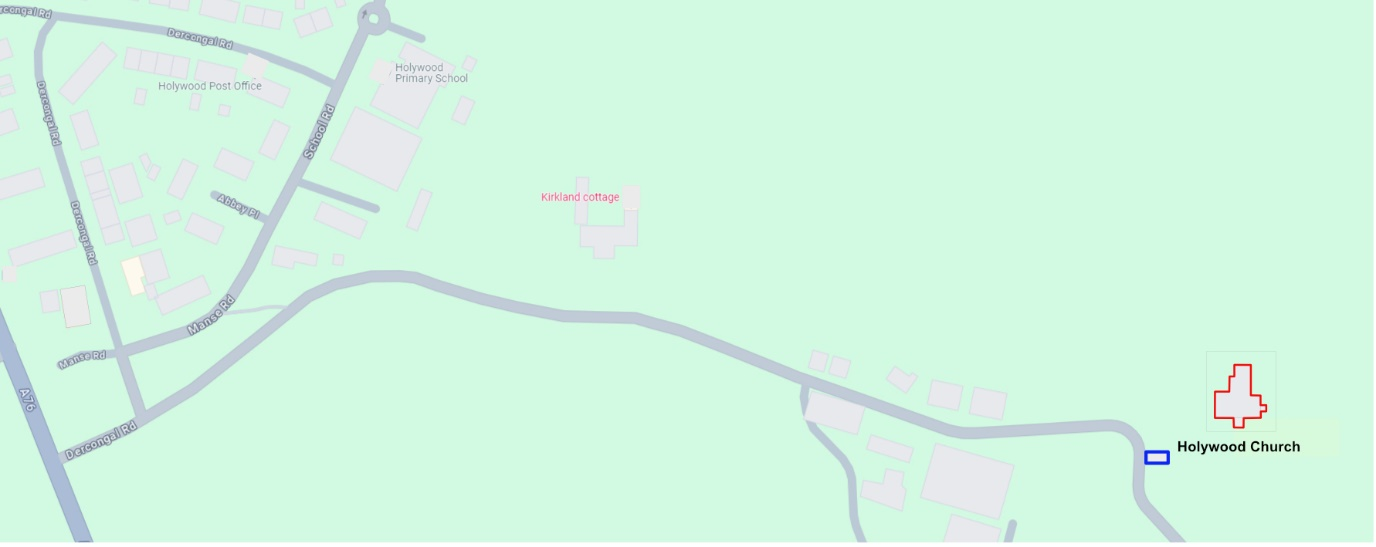 Dercongal Rd
Dercongal Rd
Holywood
Primary School
Holywood Post Office
Dercongal Rd
School Rd
Kirkland cottage
Abbey Pl
Dercongal Rd
Manse Rd
Manse Rd
A76
Dercongal Rd
Holywood Church